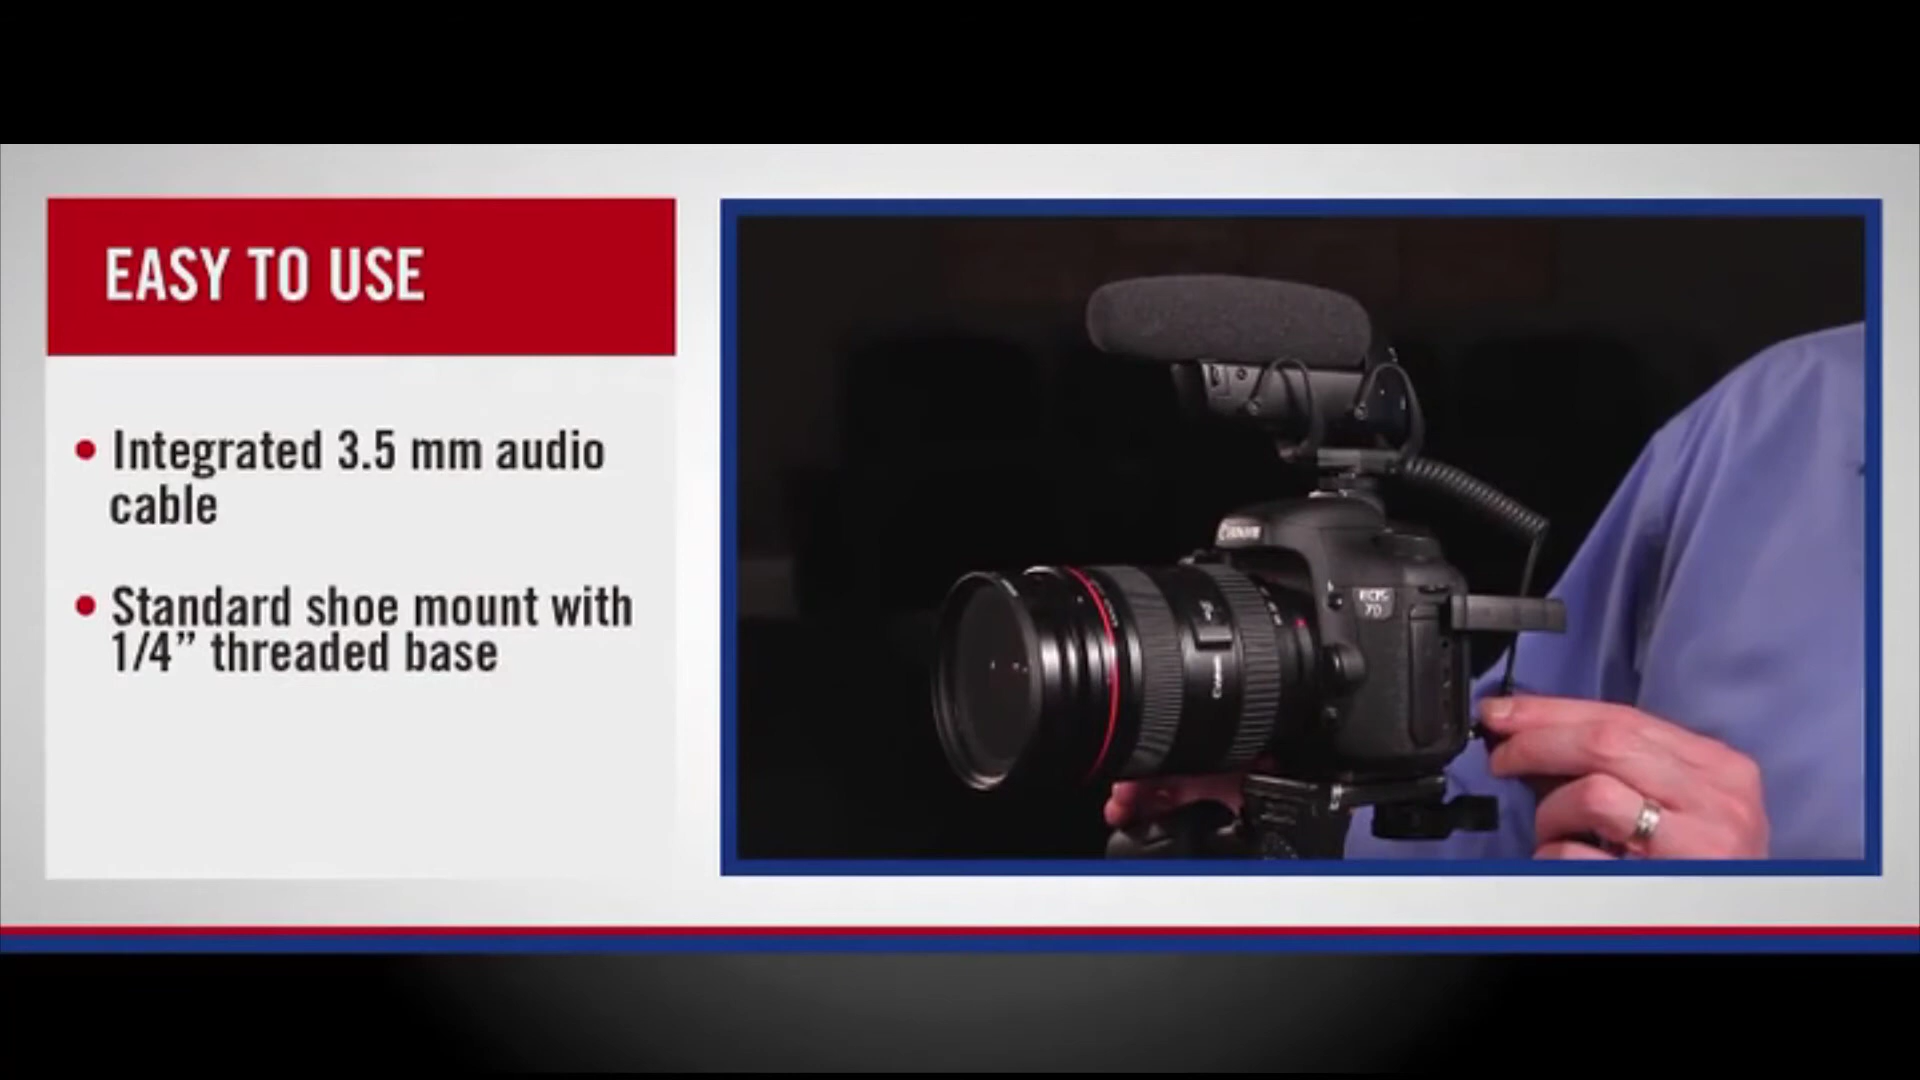 EASY TO USE
• Integrated 3.5 mm audio
cable
• Standard shoe mount with
1/4” threaded base
Canon
EOS
7D
Canon